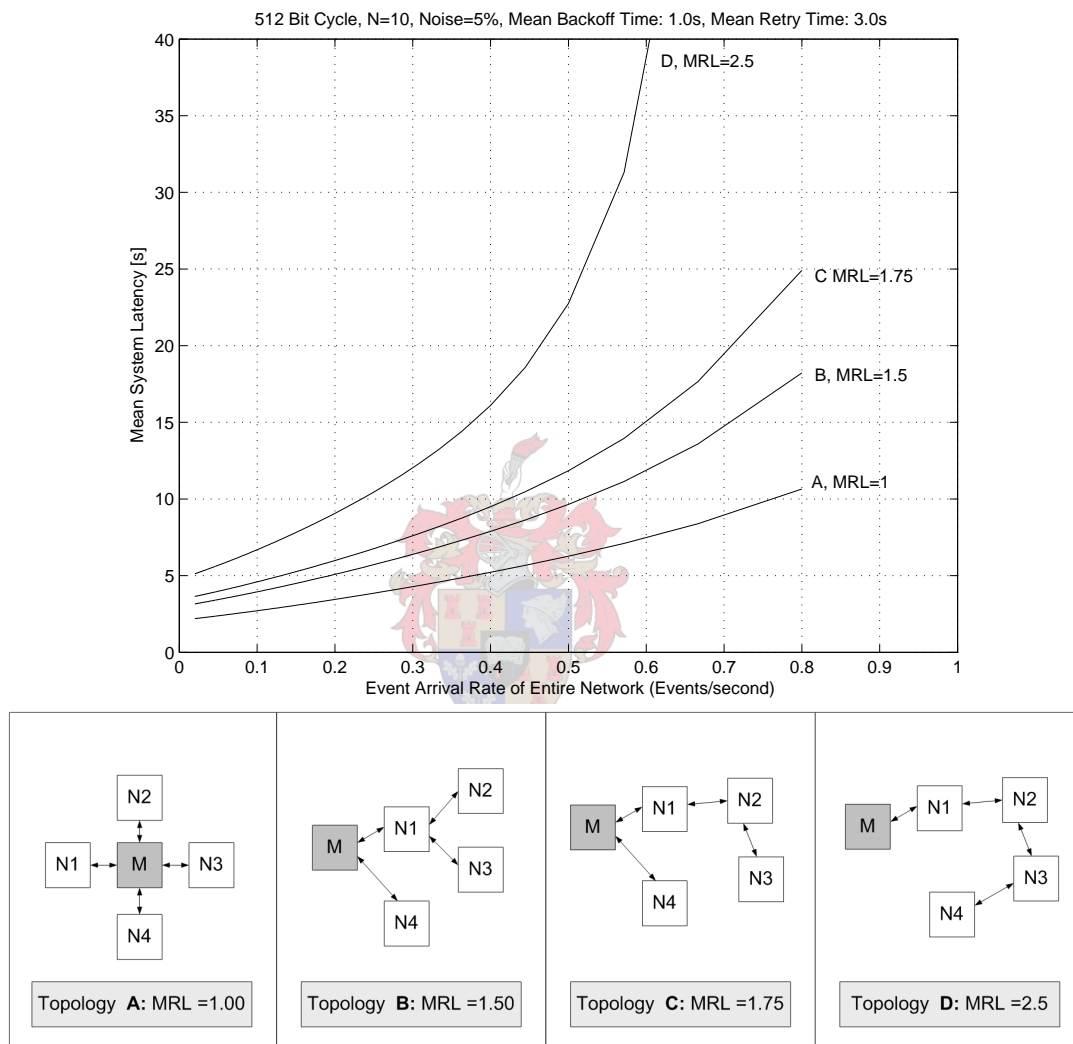 512 Bit Cycle, N=10, Noise=5%, Mean Backoff Time: 1.0s, Mean Retry Time: 3.0s
40
35
30
25
20
15
10
5
0
Mean System Latency [s]
D, MRL=2.5
C MRL=1.75
B, MRL=1.5
A, MRL=1
0 0.1 0.2 0.3 0.4 0.5 0.6 0.7 0.8 0.9 1
Event Arrival Rate of Entire Network (Events/second)
N2
N1 M N3
N4
Topology A: MRL =1.00
N2
N1
M
N3
N4
Topology B: MRL =1.50
N1 N2
M
N3
N4
Topology C: MRL =1.75
N1 N2
M
N3
N4
Topology D: MRL =2.5